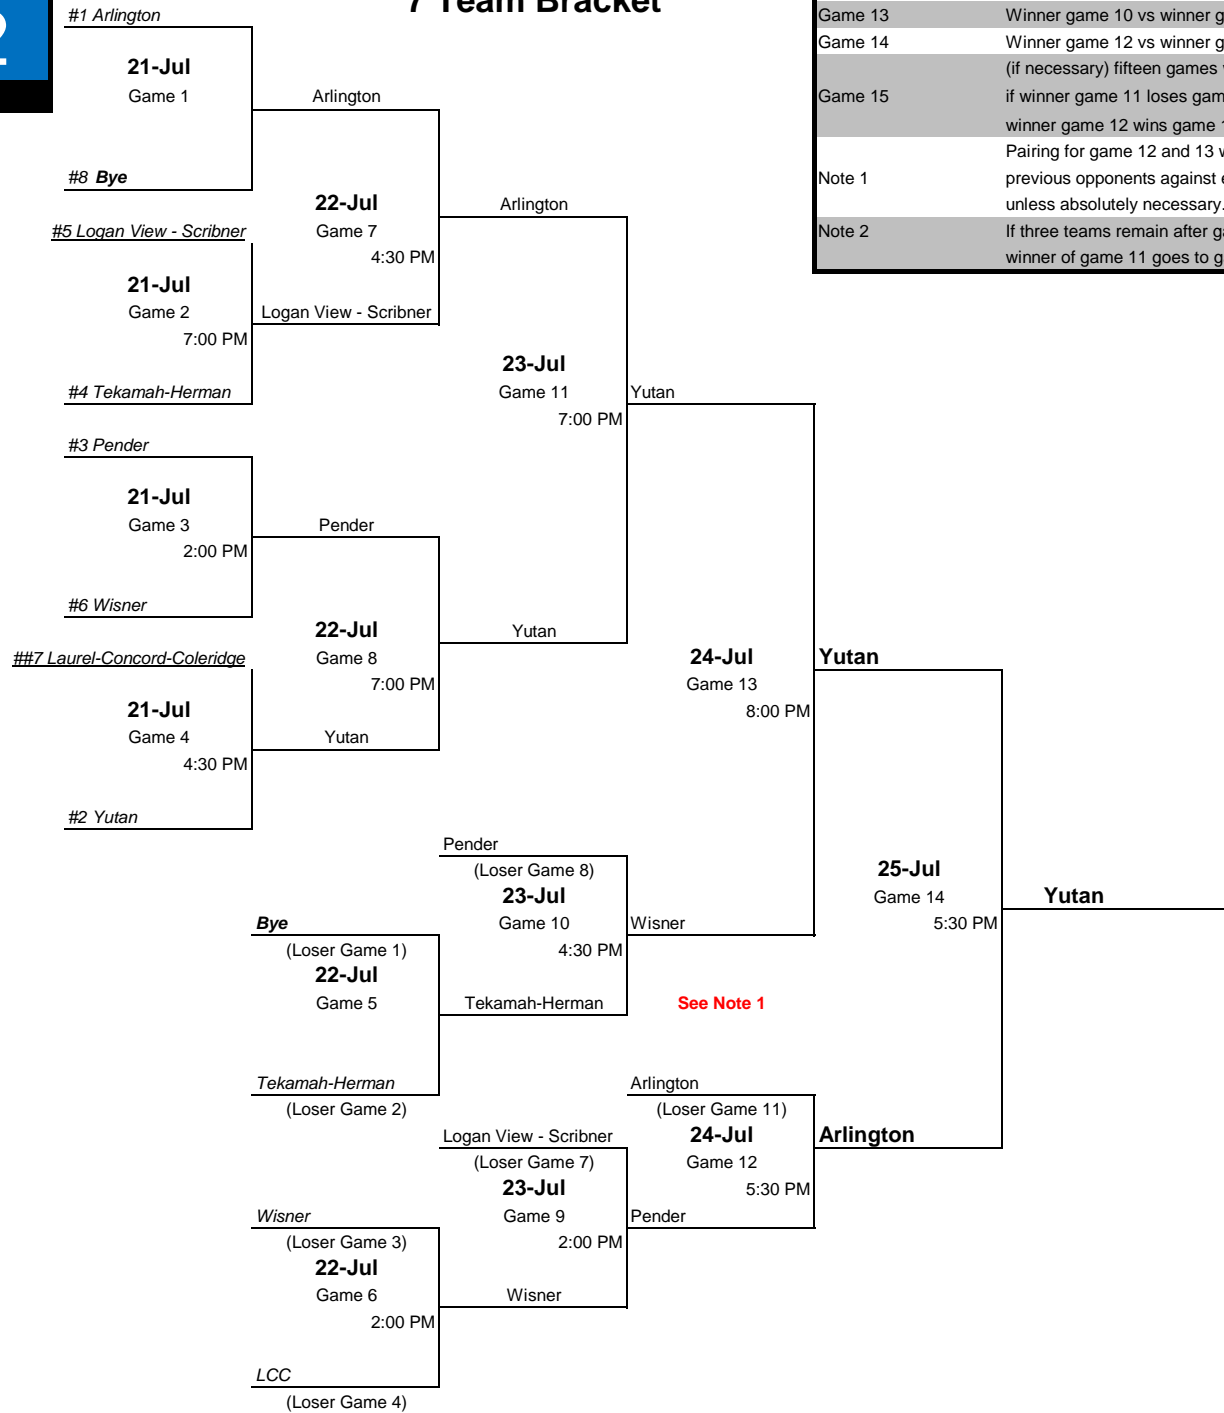 2
7 Team Bracket
#1 Arlington
21-Jul
Game 1
Arlington
#8 Bye
22-Jul
Game 7
4:30 PM
Arlington
#5 Logan View - Scribner
21-Jul
Game 2
7:00 PM
Logan View - Scribner
#4 Tekamah-Herman
23-Jul
Game 11
7:00 PM
Yutan
#3 Pender
21-Jul
Game 3
2:00 PM
Pender
#6 Wisner
22-Jul
Game 8
7:00 PM
Yutan
##7 Laurel-Concord-Coleridge
21-Jul
Game 4
4:30 PM
Yutan
#2 Yutan
24-Jul
Game 13
8:00 PM
Yutan
Pender
(Loser Game 8)
23-Jul
Game 10
4:30 PM
Wisner
Bye
(Loser Game 1)
22-Jul
Game 5
Tekamah-Herman
See Note 1
Tekamah-Herman
(Loser Game 2)
25-Jul
Game 14
5:30 PM
Yutan
Arlington
(Loser Game 11)
24-Jul
Game 12
5:30 PM
Arlington
Logan View - Scribner
(Loser Game 7)
23-Jul
Game 9
2:00 PM
Pender
Wisner
(Loser Game 3)
22-Jul
Game 6
2:00 PM
Wisner
LCC
(Loser Game 4)
Game 13 Winner game 10 vs winner g
Game 14 Winner game 12 vs winner g
(if necessary) fifteen games
Game 15 if winner game 11 loses gam
winner game 12 wins game
Pairing for game 12 and 13
Note 1 previous opponents against
unless absolutely necessary.
Note 2 If three teams remain after g
winner of game 11 goes to g